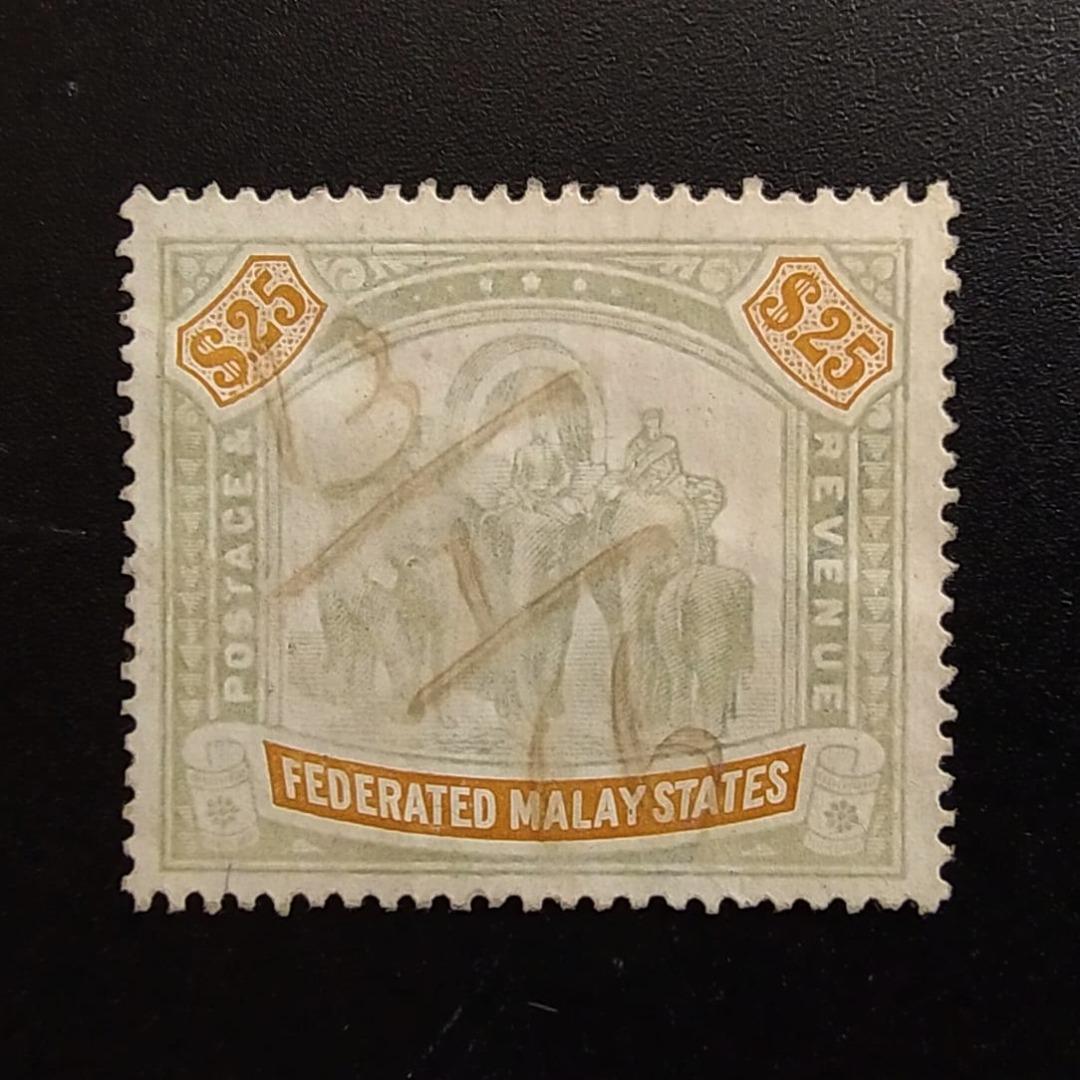 $.25 $.25
POSTAGE &
REVENUE
FEDERATED MALAY STATES